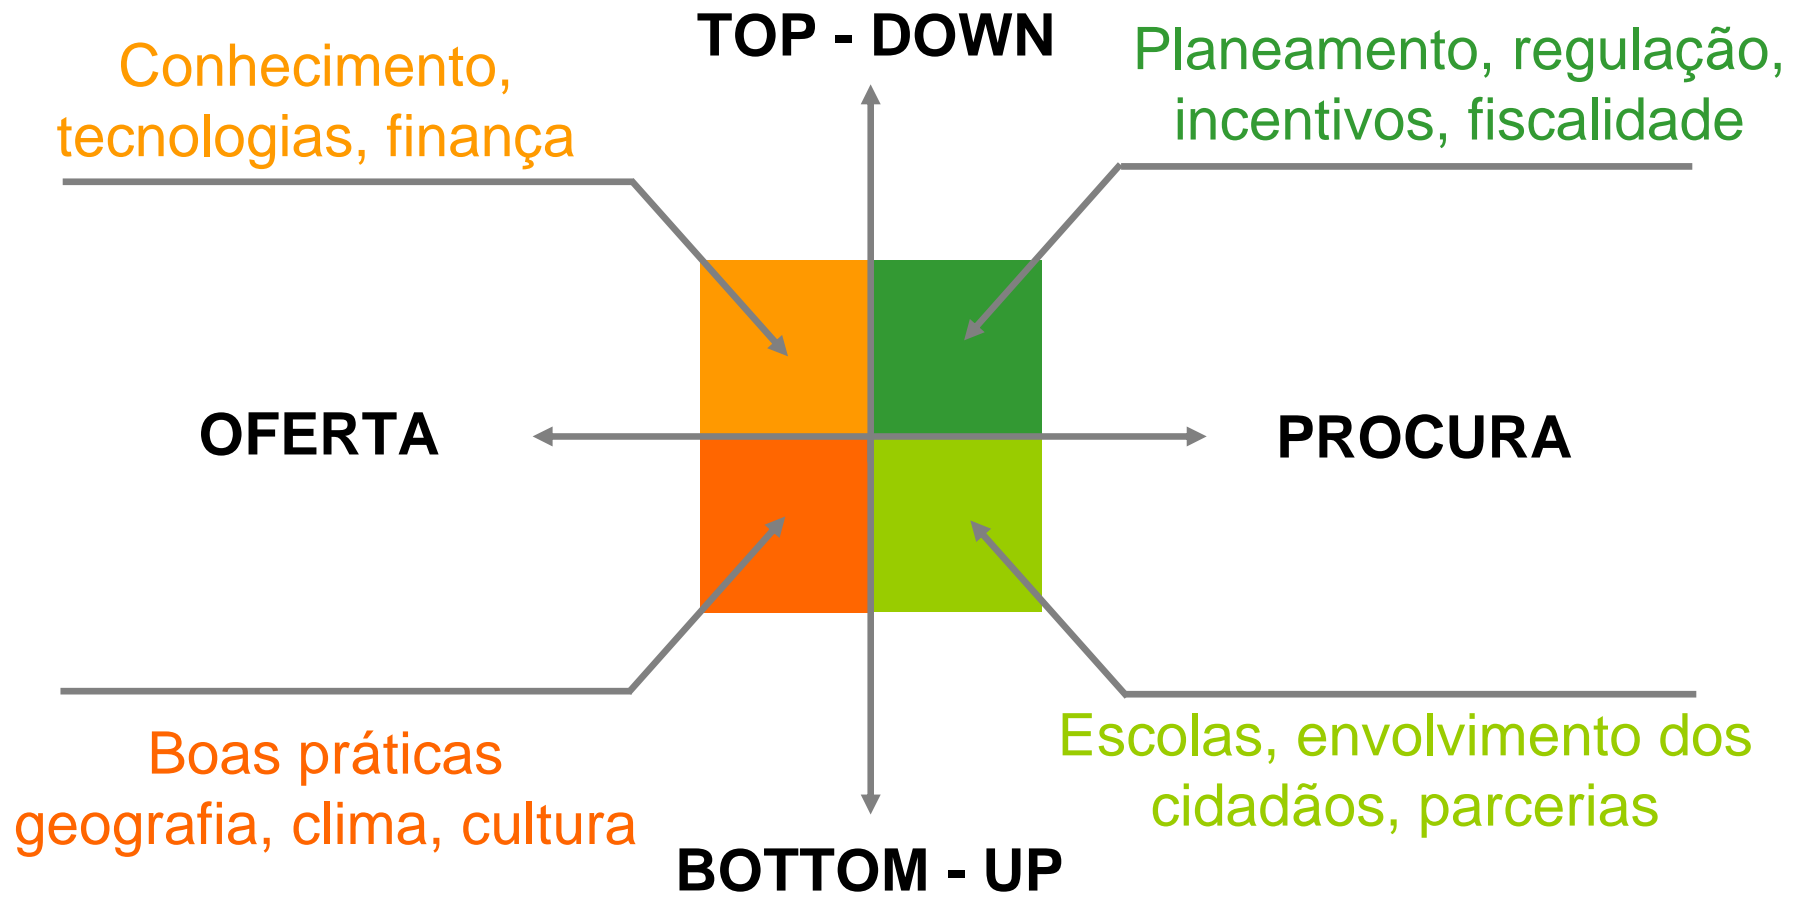 TOP - DOWN
Conhecimento,
tecnologias, finança
Planeamento, regulação,
incentivos, fiscalidade
OFERTA
PROCURA
Boas práticas
geografia, clima, cultura
Escolas, envolvimento dos
cidadãos, parcerias
BOTTOM - UP